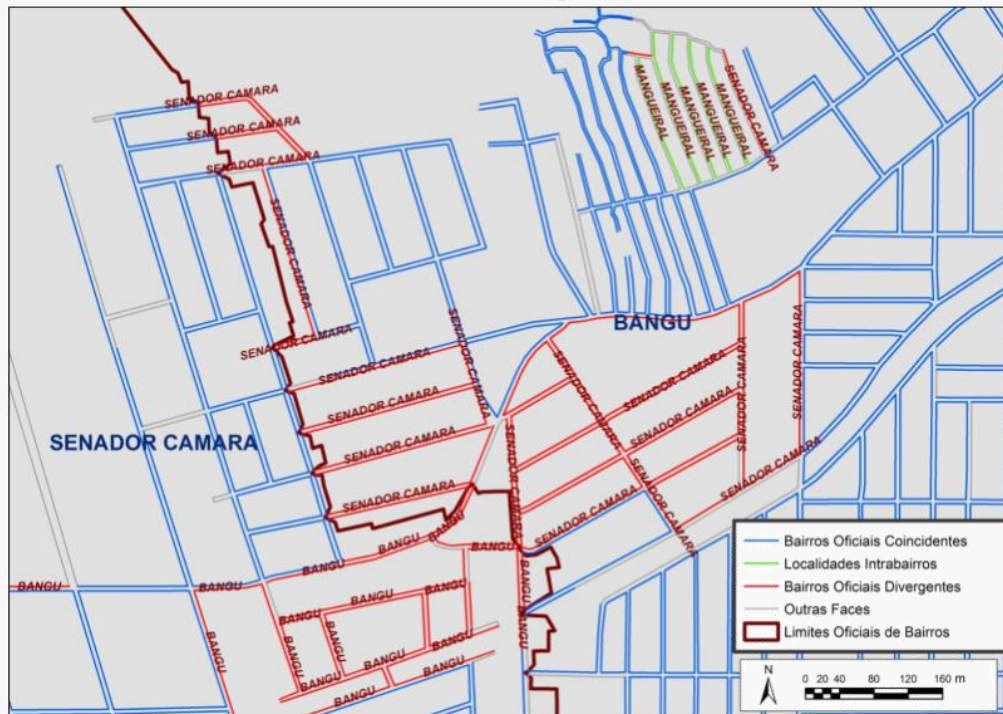 SENADOR CAMARA
SENADOR CAMARA
SENADOR CAMARA
MANGUEIRAL
MANGUEIRAL
MANGUEIRAL
MANGUEIRAL
MANGUEIRAL
SENADOR CAMARA
SENADOR CAMARA
SENADOR CAMARA
SENADOR CAMARA
SENADOR CAMARA
SENADOR CAMARA
SENADOR CAMARA
SENADOR CAMARA
BANGU
SENADOR CAMARA
SENADOR CAMARA
SENADOR CAMARA
SENADOR CAMARA
SENADOR CAMARA
SENADOR CAMARA
SENADOR CAMARA
SENADOR CAMARA
SENADOR CAMARA
SENADOR CAMARA
SENADOR CAMARA
BANGU
BANGU
BANGU
BANGU
BANGU
BANGU
BANGU
BANGU
BANGU
BANGU
BANGU
BANGU
BANGU
BANGU
Bairros Oficiais Coincidentes
Localidades Intrabairros
Bairros Oficiais Divergentes
Outras Faces
Limites Oficiais de Bairros
N
0 20 40 80 120 160 m